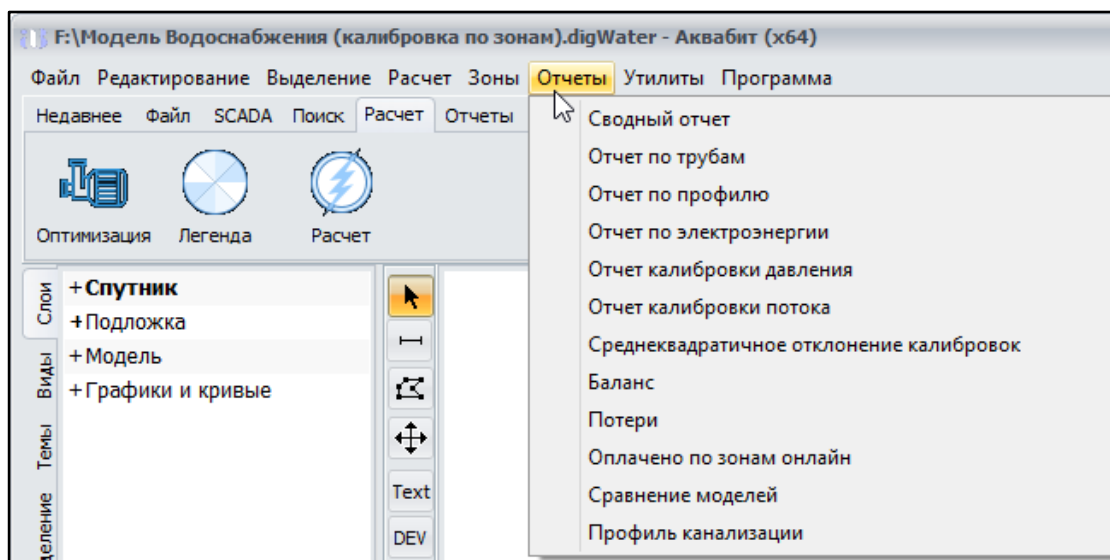 F:\Модель Водоснабжения (калибровка по зонам).digWater - Аквабит (x64)
Файл Редактирование Выделение Расчет Зоны Отчеты Утилиты Программа
Недавнее Файл SCADA Поиск Расчет Отчеты
Оптимизация Легенда Расчет
Сводный отчет
Отчет по трубам
Отчет по профилю
Отчет по электроэнергии
Отчет калибровки давления
Отчет калибровки потока
Среднеквадратичное отклонение калибровок
Баланс
Потери
Оплачено по зонам онлайн
Сравнение моделей
Профиль канализации
Слои
Виды
Темы
еление
+Спутник
+Подложка
+Модель
+Графики и кривые
Text
DEV